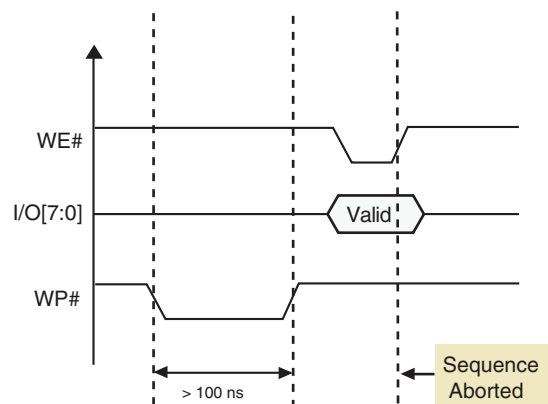 WE#
I/O[7:0]
Valid
WP#
> 100 ns
Sequence
Aborted